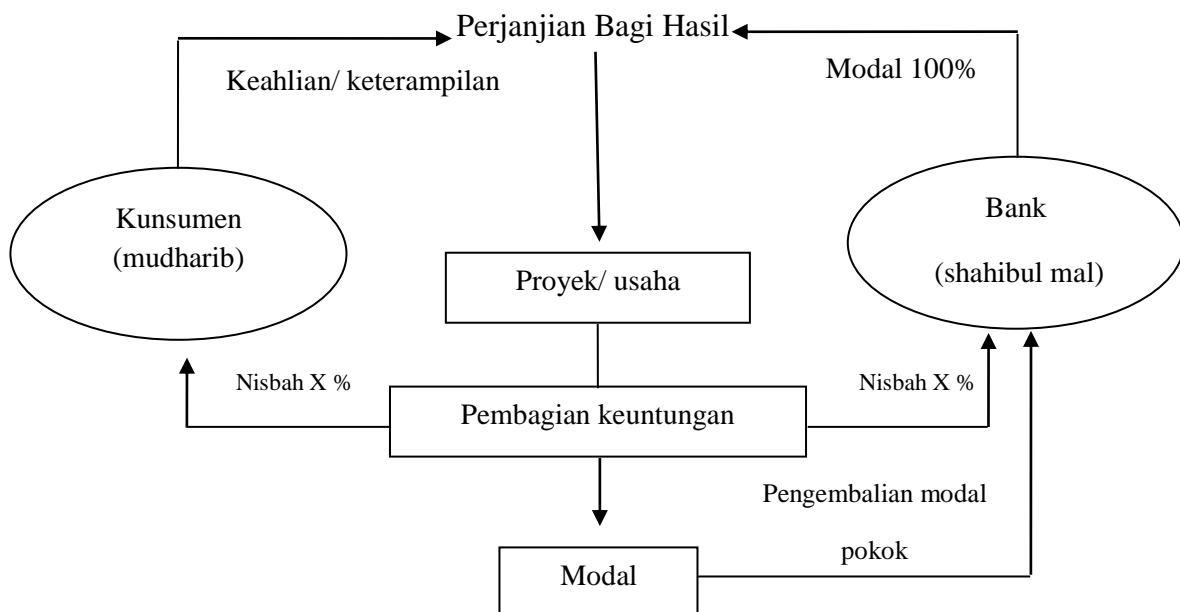 Perjanjian Bagi Hasil
Keahlian/ keterampilan
Modal 100%
Kunsumen
(mudharib)
Bank
(shahibul mal)
Proyek/ usaha
Nisbah X %
Nisbah X %
Pembagian keuntungan
Pengembalian modal
pokok
Modal